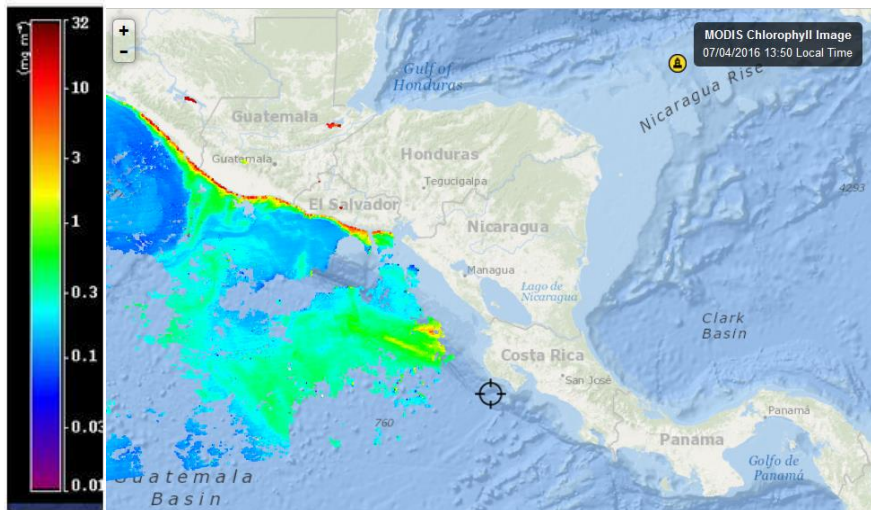 (mg m⁻³)
32
10
3
1
0.3
0.1
0.03
0.01
+
−
MODIS Chlorophyll Image
07/04/2016 13:50 Local Time
Gulf of
Honduras
Nicaragua Rise
Guatemala
Guatemala
Honduras
Tegucigalpa
El Salvador
4293
Nicaragua
Managua
Lago de
Nicaragua
Clark
Basin
Costa Rica
San José
760
Panamá
Panama
Golfo de
Panamá
Guatemala
Basin